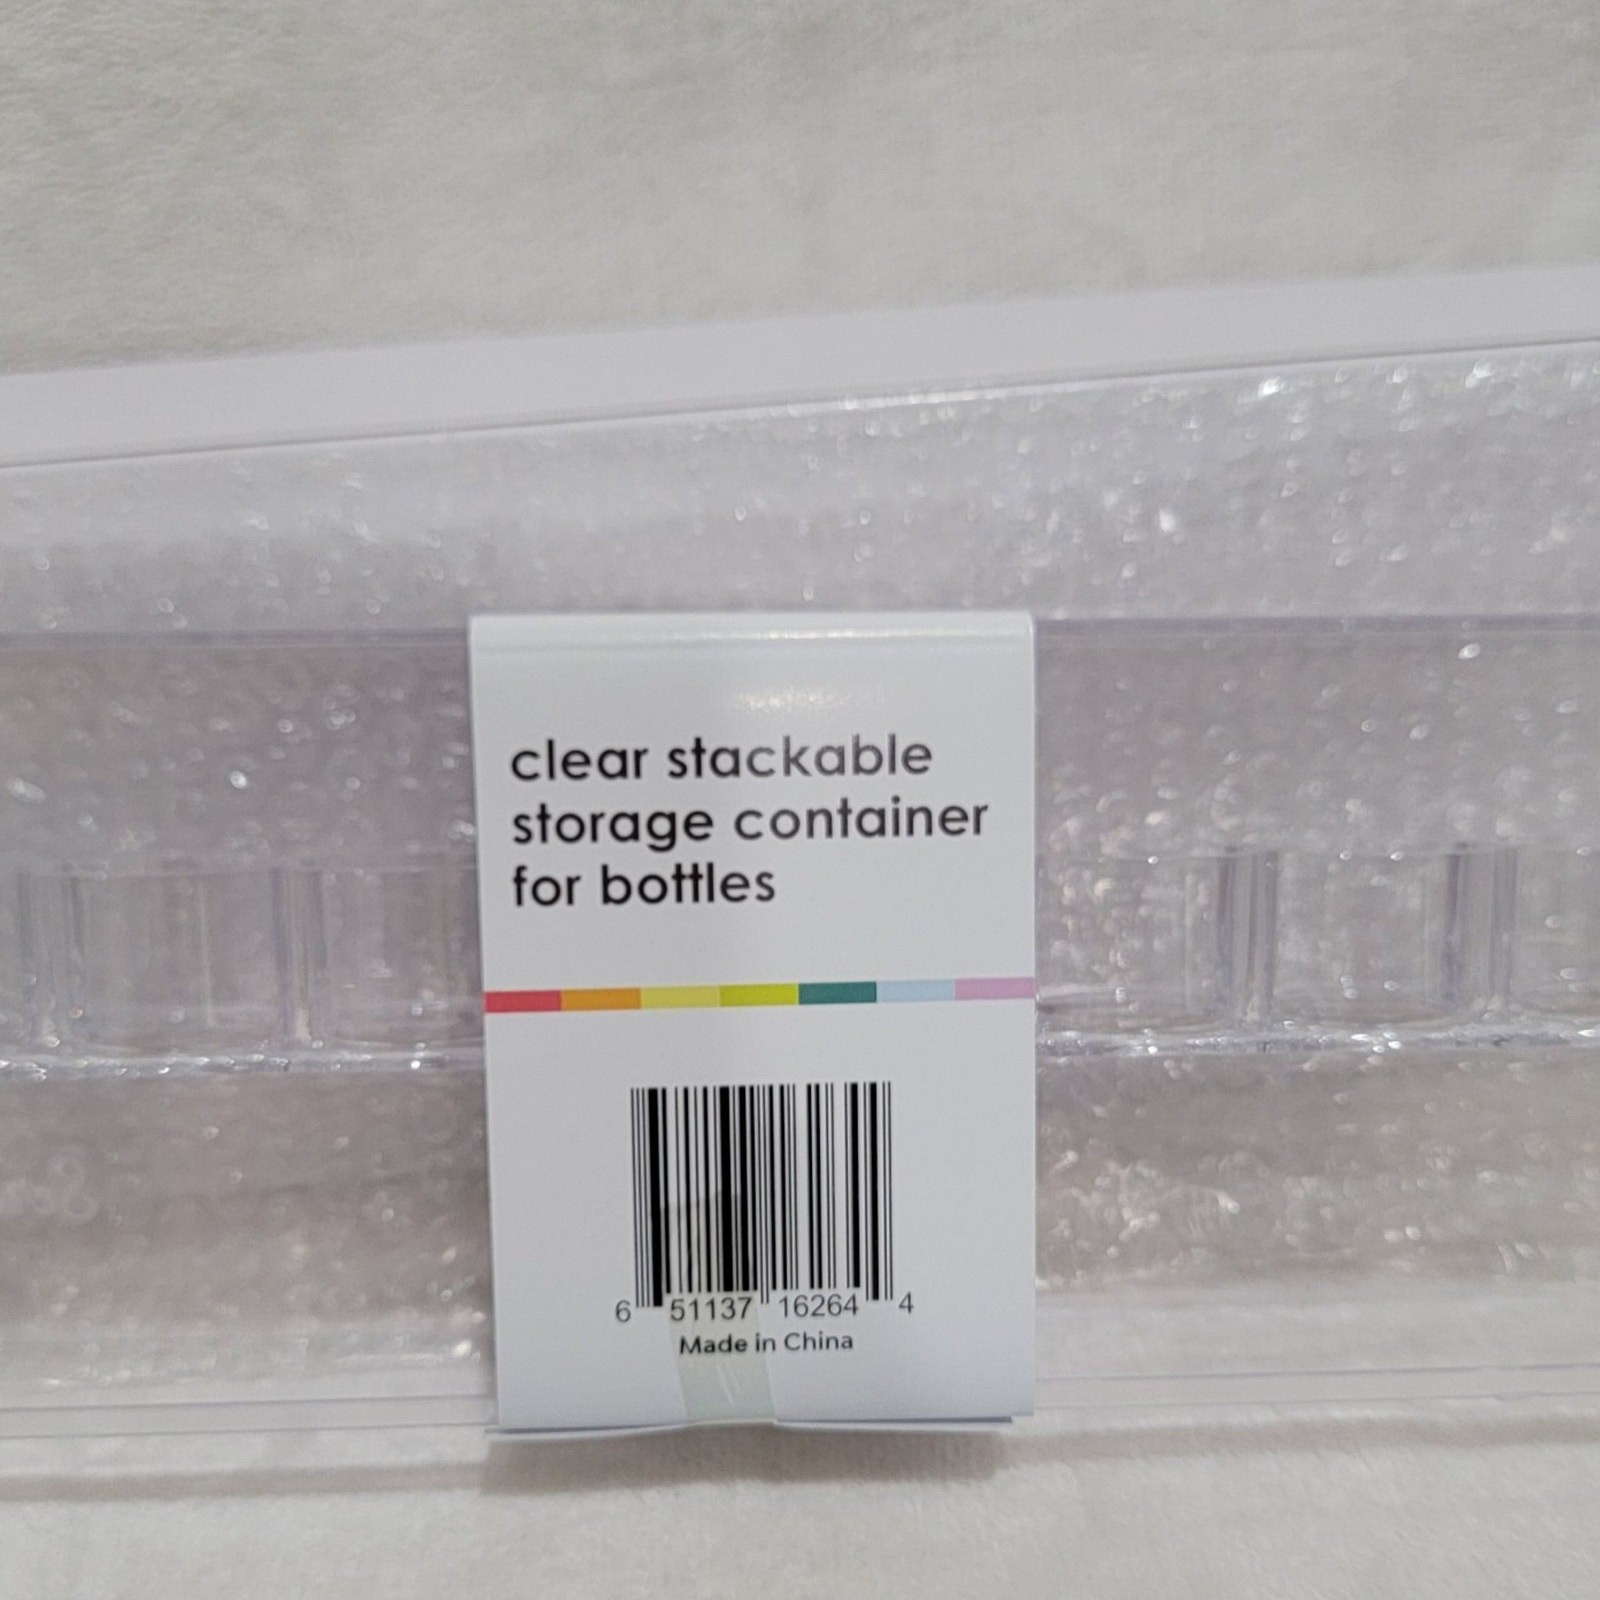 clear stackable
storage container
for bottles
6 51137 16264 4
Made in China